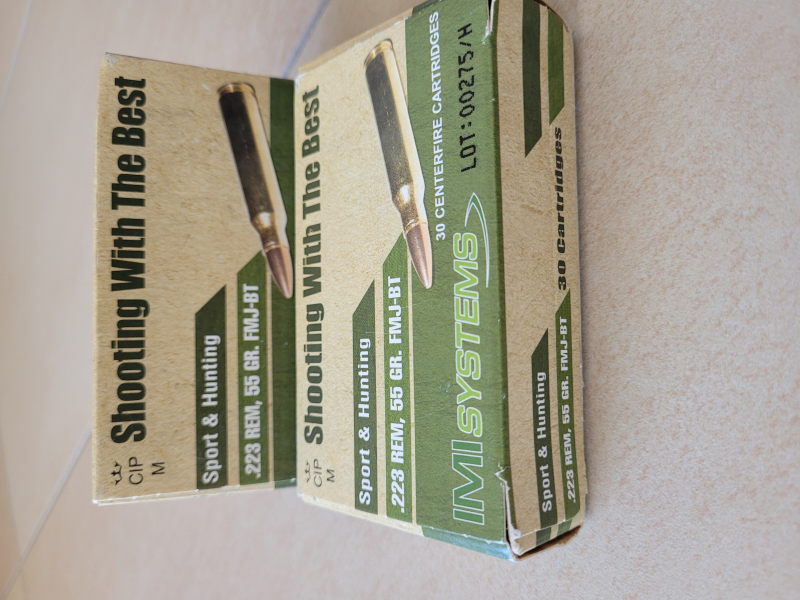 Shooting With The Best
CIP
M
Sport & Hunting
.223 REM, 55 GR. FMJ-BT
Shooting With The Best
CIP
M
Sport & Hunting
.223 REM, 55 GR. FMJ-BT
30 CENTERFIRE CARTRIDGES
IMI SYSTEMS
LOT:00275/H
Sport & Hunting
.223 REM, 55 GR. FMJ-BT
30 Cartridges